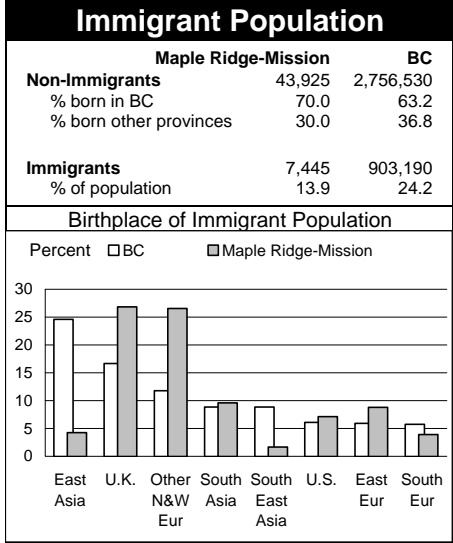 Immigrant Population
Maple Ridge-Mission BC
Non-Immigrants 43,925 2,756,530
% born in BC 70.0 63.2
% born other provinces 30.0 36.8
Immigrants 7,445 903,190
% of population 13.9 24.2
Birthplace of Immigrant Population
Percent BC Maple Ridge-Mission
30
25
20
15
10
5
0
East U.K. Other South South U.S. East South
Asia N&W Asia East Eur Eur
Eur Asia